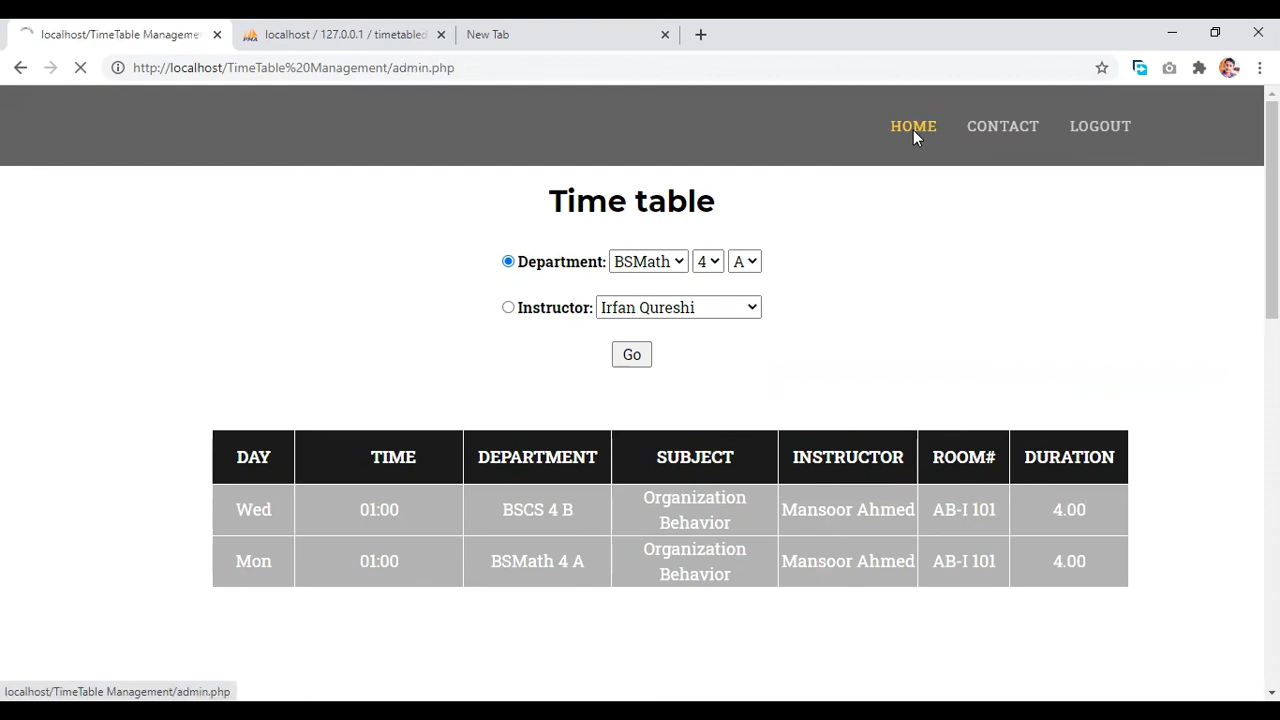 localhost/TimeTable Manageme
localhost / 127.0.0.1 / timetabled
New Tab
http://localhost/TimeTable%20Management/admin.php
HOME CONTACT LOGOUT
Time table
Department: BSMath 4 A
Instructor: Irfan Qureshi
Go
DAY TIME DEPARTMENT SUBJECT INSTRUCTOR ROOM# DURATION
Wed 01:00 BSCS 4 B Organization Behavior Mansoor Ahmed AB-I 101 4.00
Mon 01:00 BSMath 4 A Organization Behavior Mansoor Ahmed AB-I 101 4.00
localhost/TimeTable Management/admin.php